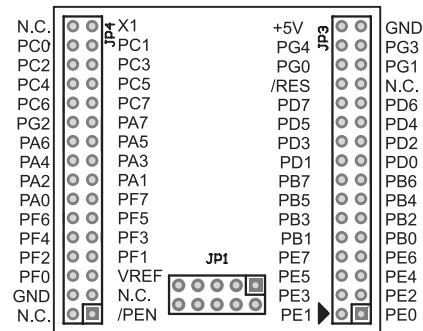 N.C. X1 +5V GND
PC0 PC1 PG4 PG3
PC2 PC3 PG0 PG1
PC4 PC5 /RES N.C.
PC6 PC7 PD7 PD6
PG2 PA7 PD5 PD4
PA6 PA5 PD3 PD2
PA4 PA3 PD1 PD0
PA2 PA1 PB7 PB6
PA0 PF7 PB5 PB4
PF6 PF5 PB3 PB2
PF4 PF3 PB1 PB0
PF2 PF1 PE7 PE6
PF0 VREF PE5 PE4
GND N.C. PE3 PE2
N.C. /PEN PE1 PE0
JP4
JP3
JP1